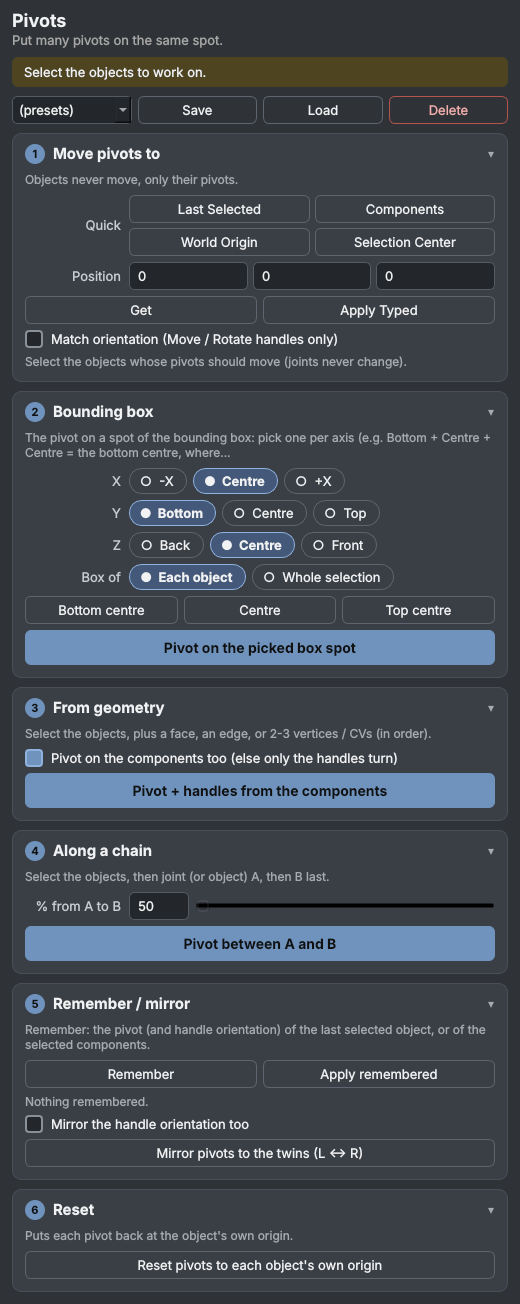 Pivots
Put many pivots on the same spot.
Select the objects to work on.
(presets) Save Load Delete
1 Move pivots to
Objects never move, only their pivots.
Quick Last Selected Components
World Origin Selection Center
Position 0 0 0
Get Apply Typed
Match orientation (Move / Rotate handles only)
Select the objects whose pivots should move (joints never change).
2 Bounding box
The pivot on a spot of the bounding box: pick one per axis (e.g. Bottom + Centre +
Centre = the bottom centre, where...
X -X Centre +X
Y Bottom Centre Top
Z Back Centre Front
Box of Each object Whole selection
Bottom centre Centre Top centre
Pivot on the picked box spot
3 From geometry
Select the objects, plus a face, an edge, or 2-3 vertices / CVs (in order).
Pivot on the components too (else only the handles turn)
Pivot + handles from the components
4 Along a chain
Select the objects, then joint (or object) A, then B last.
% from A to B 50
Pivot between A and B
5 Remember / mirror
Remember: the pivot (and handle orientation) of the last selected object, or of the
selected components.
Remember Apply remembered
Nothing remembered.
Mirror the handle orientation too
Mirror pivots to the twins (L ↔ R)
6 Reset
Puts each pivot back at the object's own origin.
Reset pivots to each object's own origin